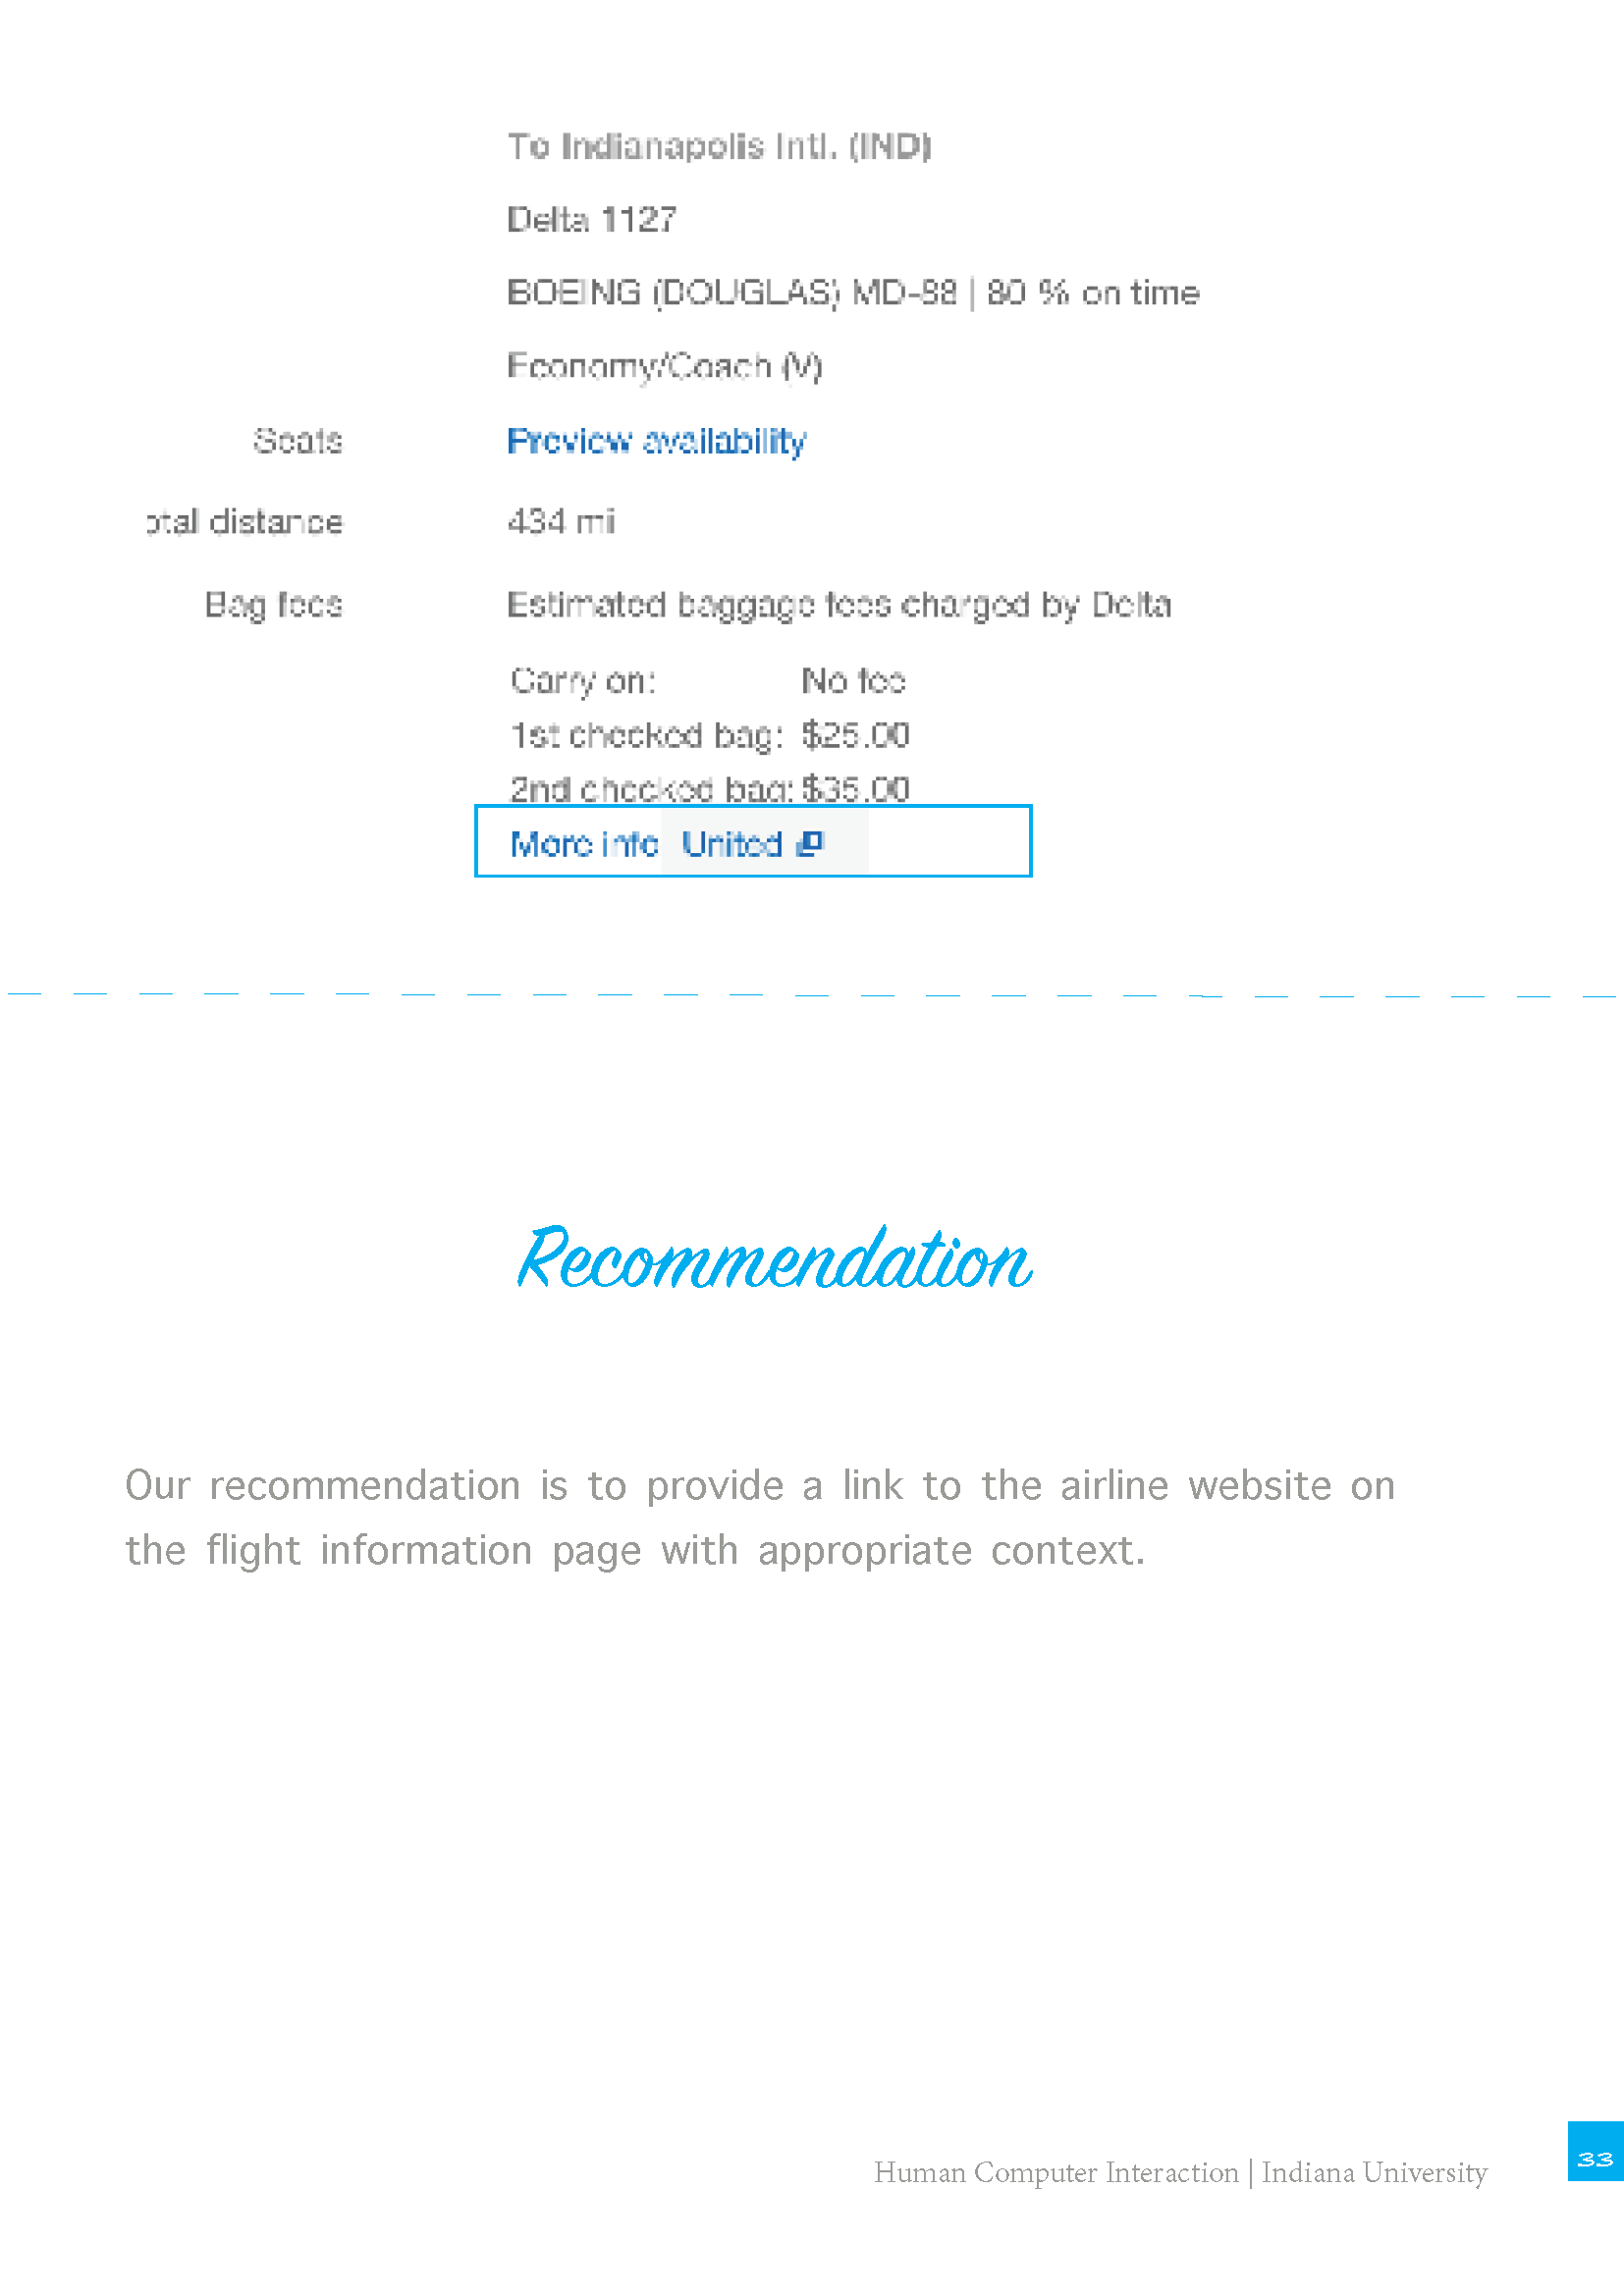 To Indianapolis Intl. (IND)
Delta 1127
BOEING (DOUGLAS) MD-88 | 80 % on time
Economy/Coach (V)
Seats Preview availability
otal distance 434 mi
Bag fees Estimated baggage fees charged by Delta
Carry on: No fee
1st checked bag: $25.00
2nd checked bag: $35.00
More info United
Recommendation
Our recommendation is to provide a link to the airline website on
the flight information page with appropriate context.
Human Computer Interaction | Indiana University
33